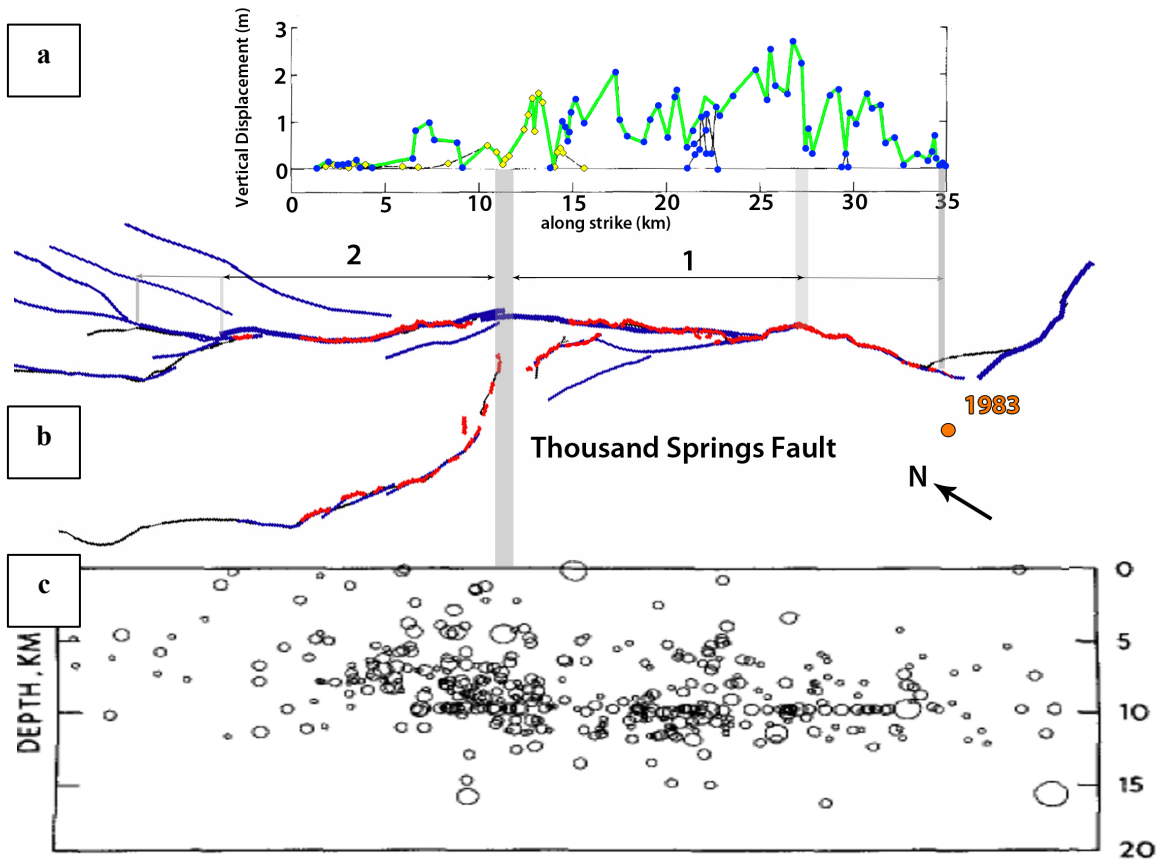 a
Vertical Displacement (m)
3
2
1
0
0 5 10 15 20 25 30 35
along strike (km)
2 1
1983
b
Thousand Springs Fault
N
c
DEPTH, KM
0
5
10
15
20